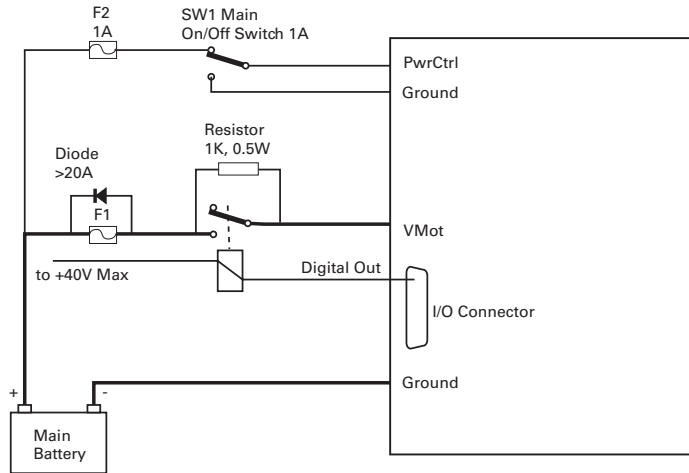 F2
1A
SW1 Main
On/Off Switch 1A
PwrCtrl
Ground
Resistor
1K, 0.5W
Diode
>20A
F1
VMot
to +40V Max
Digital Out
I/O Connector
Ground
+
-
Main
Battery